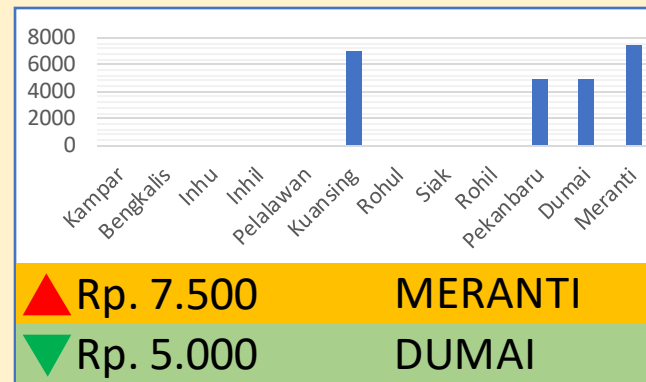 8000
6000
4000
2000
0
Kampar
Bengkalis
Inhu
Inhil
Pelalawan
Kuansing
Rohul
Siak
Rohil
Pekanbaru
Dumai
Meranti
Rp. 7.500 MERANTI
Rp. 5.000 DUMAI